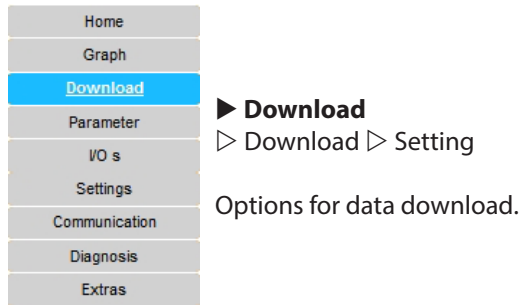 Home
Graph
Download
Parameter
I/O s
Settings
Communication
Diagnosis
Extras
▶ Download
▷ Download ▷ Setting
Options for data download.